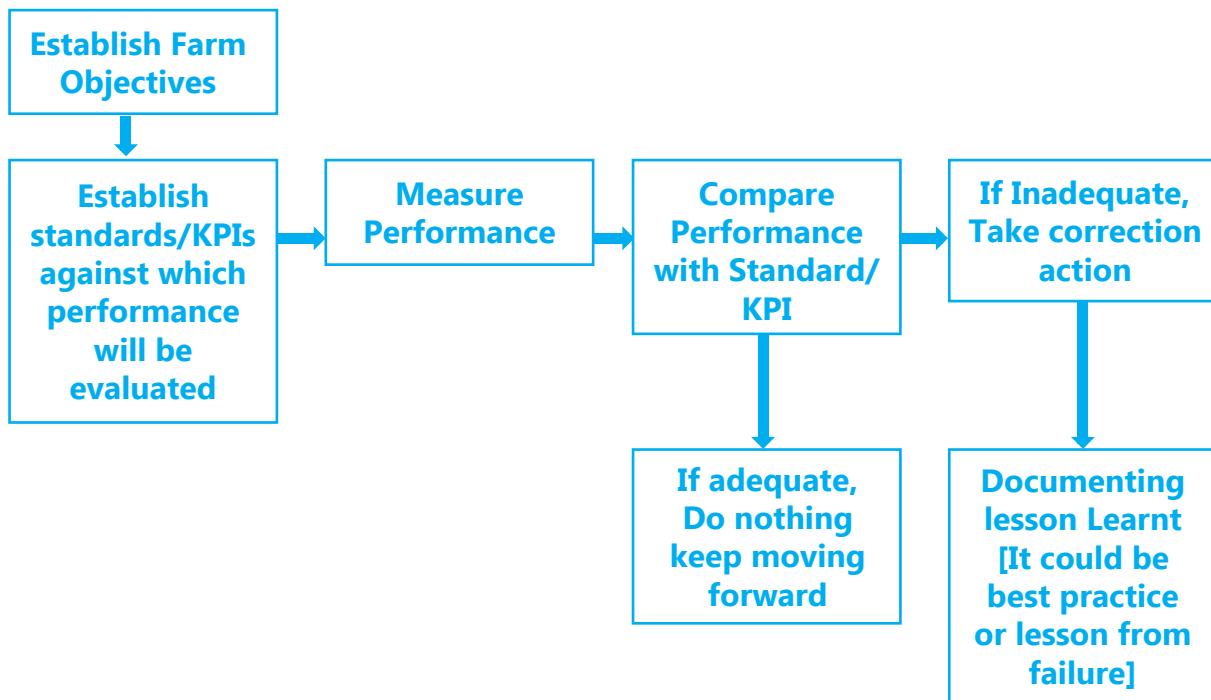 Establish Farm
Objectives
Establish
standards/KPIs
against which
performance
will be
evaluated
Measure
Performance
Compare
Performance
with Standard/
KPI
If Inadequate,
Take correction
action
If adequate,
Do nothing
keep moving
forward
Documenting
lesson Learnt
[It could be
best practice
or lesson from
failure]